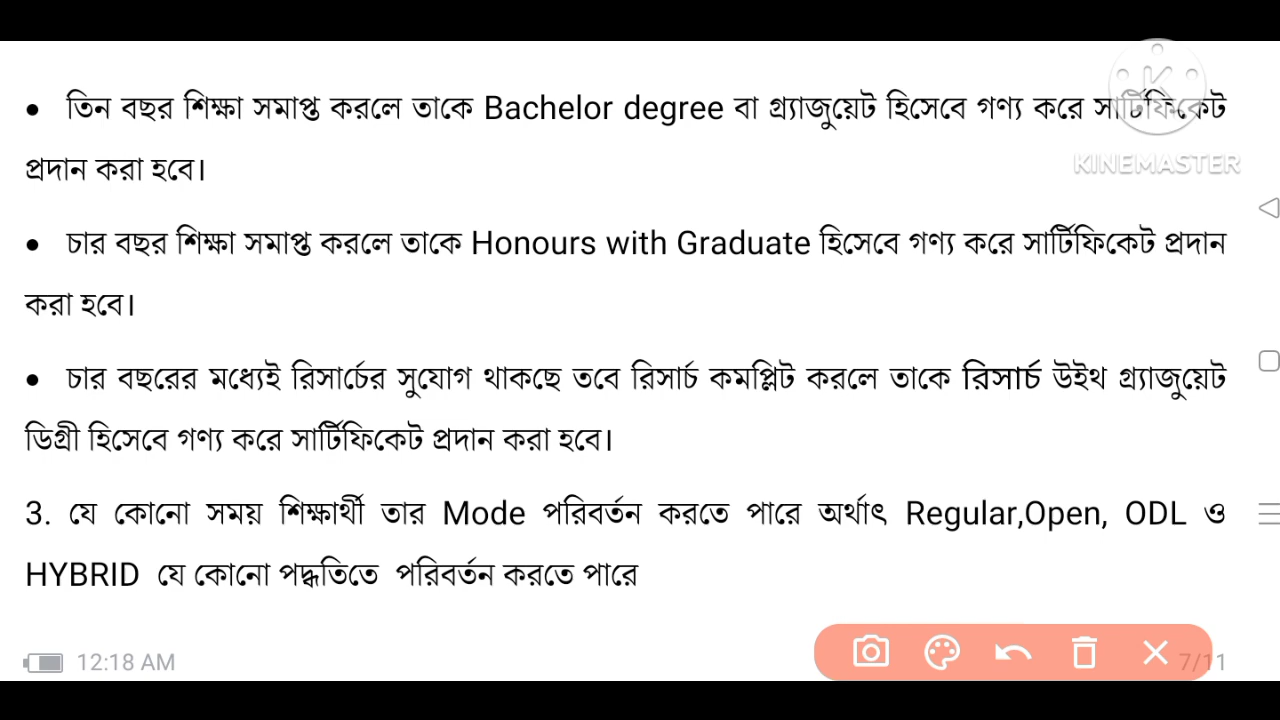 • তিন বছর শিক্ষা সমাপ্ত করলে তাকে Bachelor degree বা গ্র্যাজুয়েট হিসেবে গণ্য করে সার্টিফিকেট
প্রদান করা হবে।
KINEMASTER
• চার বছর শিক্ষা সমাপ্ত করলে তাকে Honours with Graduate হিসেবে গণ্য করে সার্টিফিকেট প্রদান
করা হবে।
• চার বছরের মধ্যেই রিসার্চের সুযোগ থাকছে তবে রিসার্চ কমপ্লিট করলে তাকে রিসার্চ উইথ গ্র্যাজুয়েট
ডিগ্রী হিসেবে গণ্য করে সার্টিফিকেট প্রদান করা হবে।
3. যে কোনো সময় শিক্ষার্থী তার Mode পরিবর্তন করতে পারে অর্থাৎ Regular,Open, ODL ও
HYBRID যে কোনো পদ্ধতিতে পরিবর্তন করতে পারে
12:18 AM 7/11